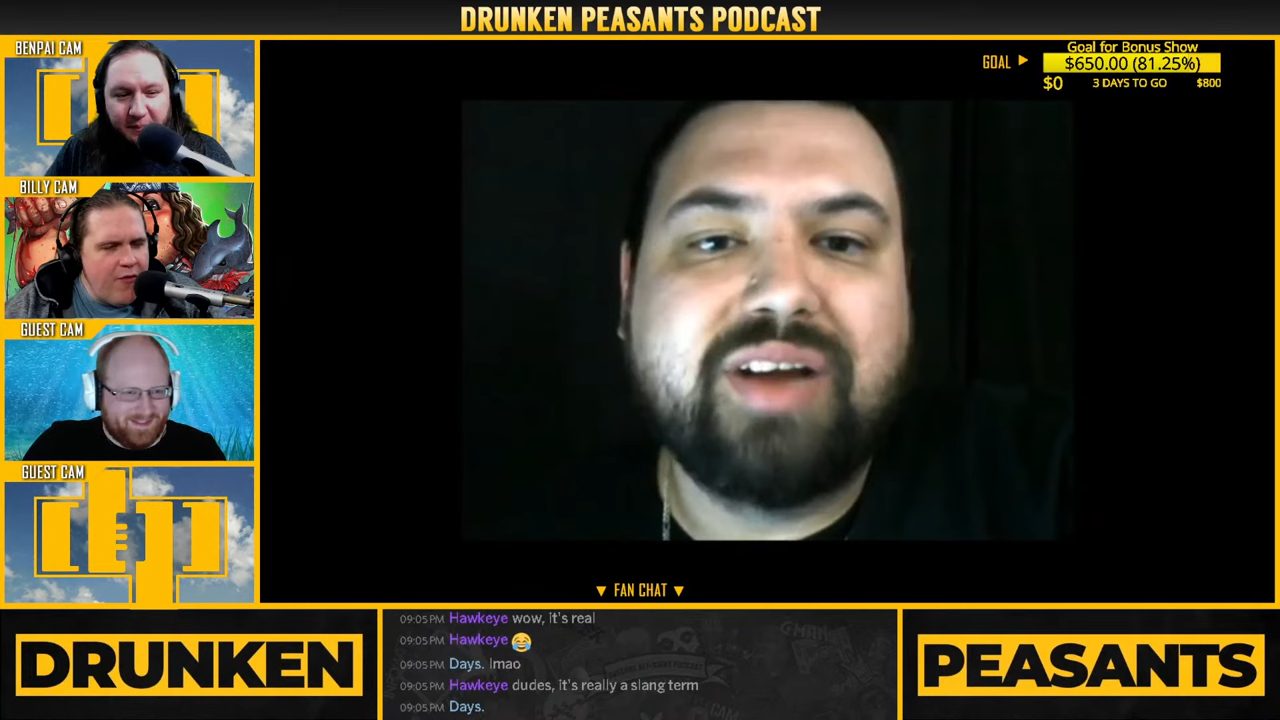 DRUNKEN PEASANTS PODCAST
BENPAI CAM
BILLY CAM
GUEST CAM
GUEST CAM
GOAL ►
Goal for Bonus Show
$650.00 (81.25%)
$0 3 DAYS TO GO $800
▼ FAN CHAT ▼
09:05 PM Hawkeye wow, it's real
09:05 PM Hawkeye 😂
09:05 PM Days. lmao
09:05 PM Hawkeye dudes, it's really a slang term
09:05 PM Days.
DRUNKEN
PEASANTS